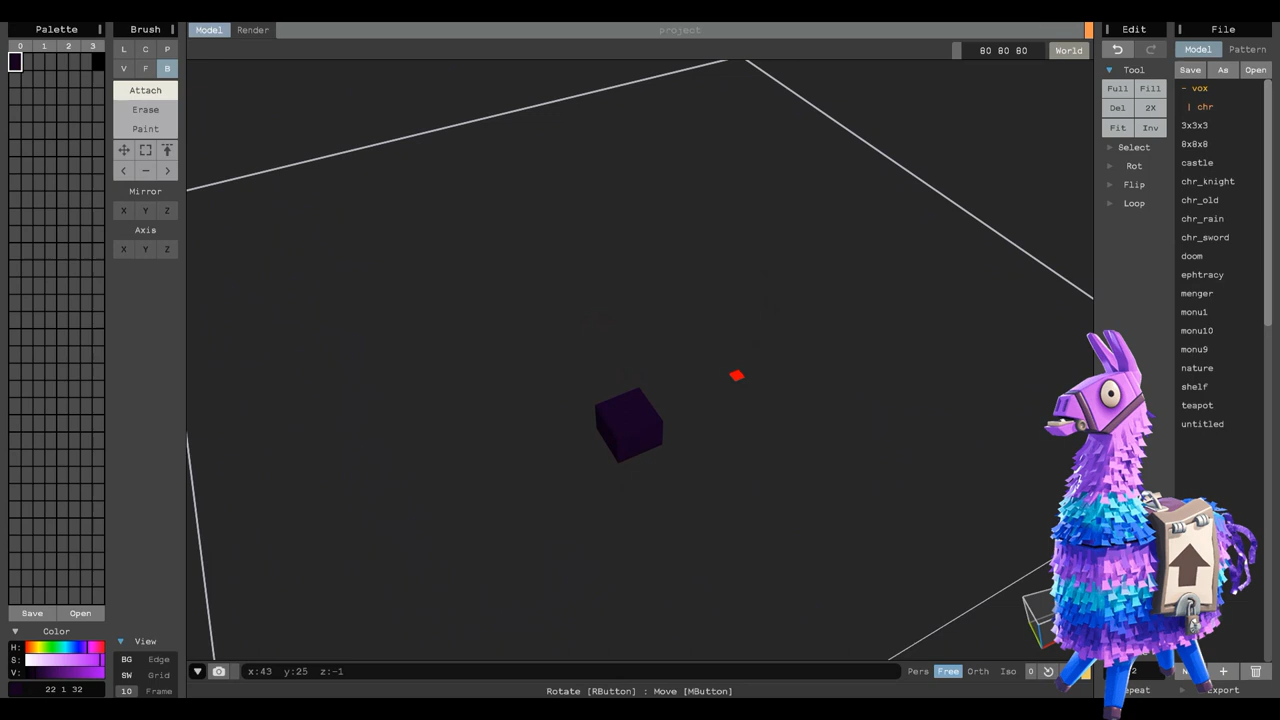 Palette
Brush
Model Render
project
Edit
File
0 1 2 3
L C P
80 80 80 World
Model Pattern
V F B
Tool
Save As Open
Attach
Full Fill
- vox
Erase
Del 2X
| chr
Paint
Fit Inv
3x3x3
Select
8x8x8
Rot
castle
Mirror
Flip
chr_knight
X Y Z
Loop
chr_old
Axis
chr_rain
X Y Z
chr_sword
doom
ephtracy
menger
monu1
monu10
monu9
nature
shelf
teapot
untitled
Save Open
Color
View
H:
S:
V:
BG Edge
SW Grid
10 Frame
22 1 32
x:43 y:25 z:-1
Pers Free Orth Iso 0
2
Rotate [RButton] : Move [MButton]
Export